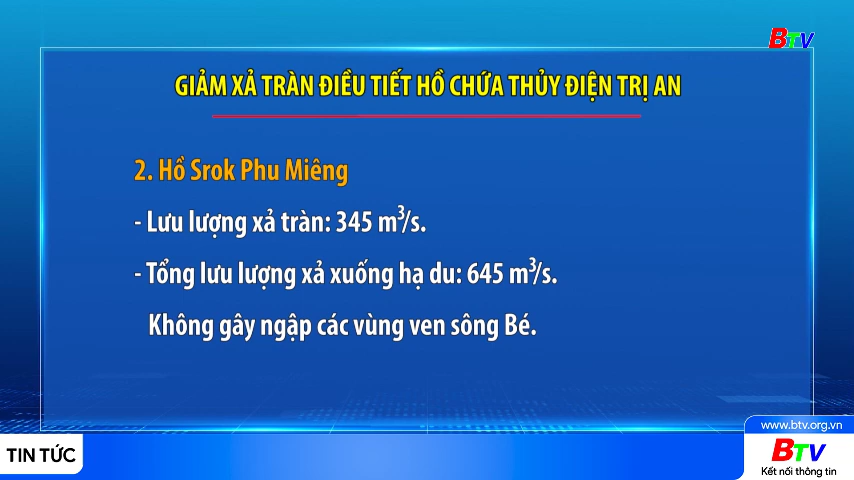 BTV
GIẢM XẢ TRÀN ĐIỀU TIẾT HỒ CHỨA THỦY ĐIỆN TRỊ AN
2. Hồ Srok Phu Miêng
- Lưu lượng xả tràn: 345 m³/s.
- Tổng lưu lượng xả xuống hạ du: 645 m³/s.
Không gây ngập các vùng ven sông Bé.
www.btv.org.vn
TIN TỨC
BTV
Kết nối thông tin